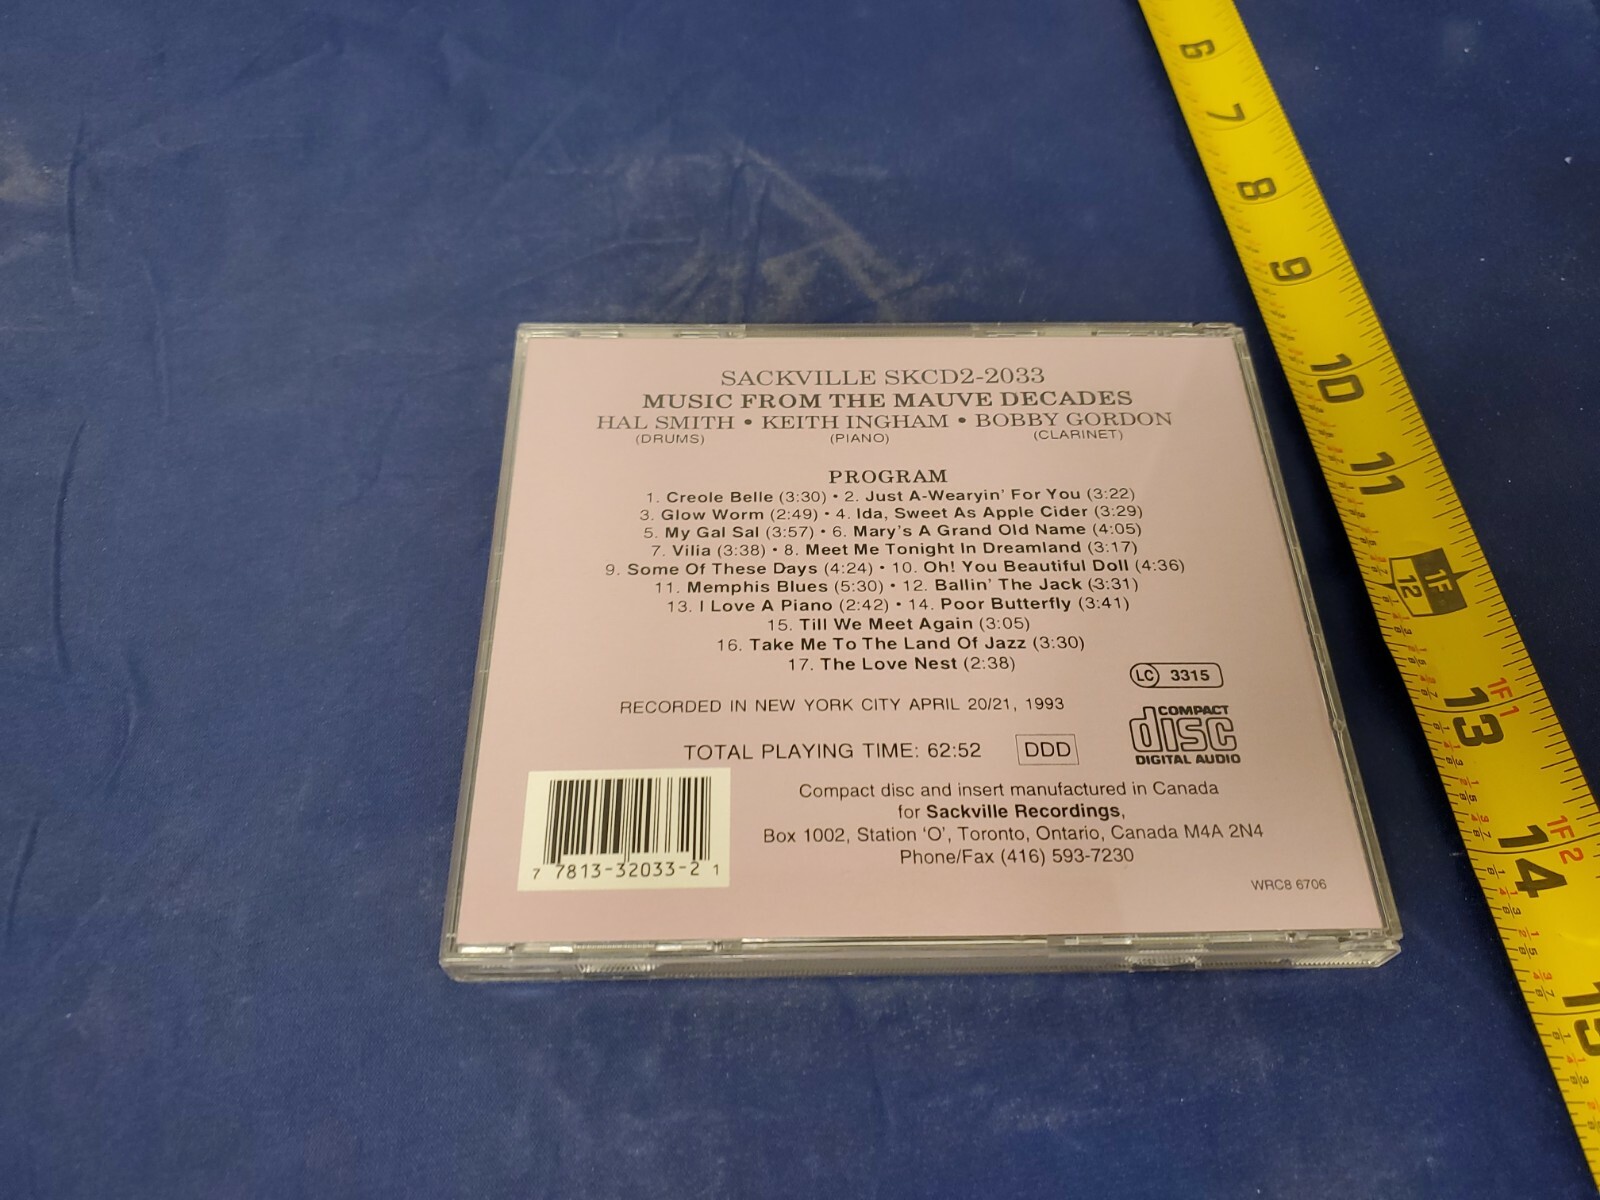 SACKVILLE SKCD2-2033
MUSIC FROM THE MAUVE DECADES
HAL SMITH • KEITH INGHAM • BOBBY GORDON
(DRUMS) (PIANO) (CLARINET)
PROGRAM
1. Creole Belle (3:30) • 2. Just A-Wearyin' For You (3:22)
3. Glow Worm (2:49) • 4. Ida, Sweet As Apple Cider (3:29)
5. My Gal Sal (3:57) • 6. Mary's A Grand Old Name (4:05)
7. Vilia (3:38) • 8. Meet Me Tonight In Dreamland (3:17)
9. Some Of These Days (4:24) • 10. Oh! You Beautiful Doll (4:36)
11. Memphis Blues (5:30) • 12. Ballin' The Jack (3:31)
13. I Love A Piano (2:42) • 14. Poor Butterfly (3:41)
15. Till We Meet Again (3:05)
16. Take Me To The Land Of Jazz (3:30)
17. The Love Nest (2:38)
LC 3315
RECORDED IN NEW YORK CITY APRIL 20/21, 1993
TOTAL PLAYING TIME: 62:52 DDD
COMPACT
disc
DIGITAL AUDIO
Compact disc and insert manufactured in Canada
for Sackville Recordings,
Box 1002, Station 'O', Toronto, Ontario, Canada M4A 2N4
Phone/Fax (416) 593-7230
7 7813-32033-2 1
WRC8 6706
6
7
8
9
10
11
12 1F
13 1F1
14 1F2
15